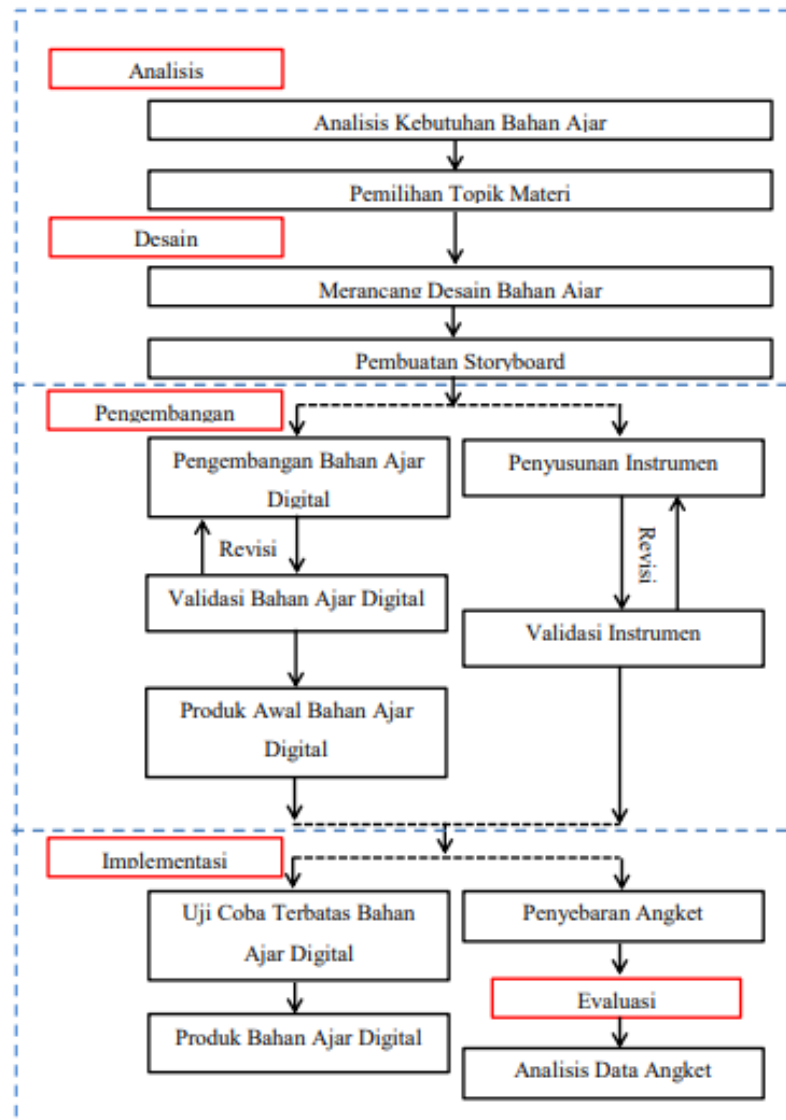 Analisis
Analisis Kebutuhan Bahan Ajar
Pemilihan Topik Materi
Desain
Merancang Desain Bahan Ajar
Pembuatan Storyboard
Pengembangan
Pengembangan Bahan Ajar
Digital
Penyusunan Instrumen
Revisi
Revisi
Validasi Bahan Ajar Digital
Validasi Instrumen
Produk Awal Bahan Ajar
Digital
Implementasi
Uji Coba Terbatas Bahan
Ajar Digital
Penyebaran Angket
Evaluasi
Produk Bahan Ajar Digital
Analisis Data Angket